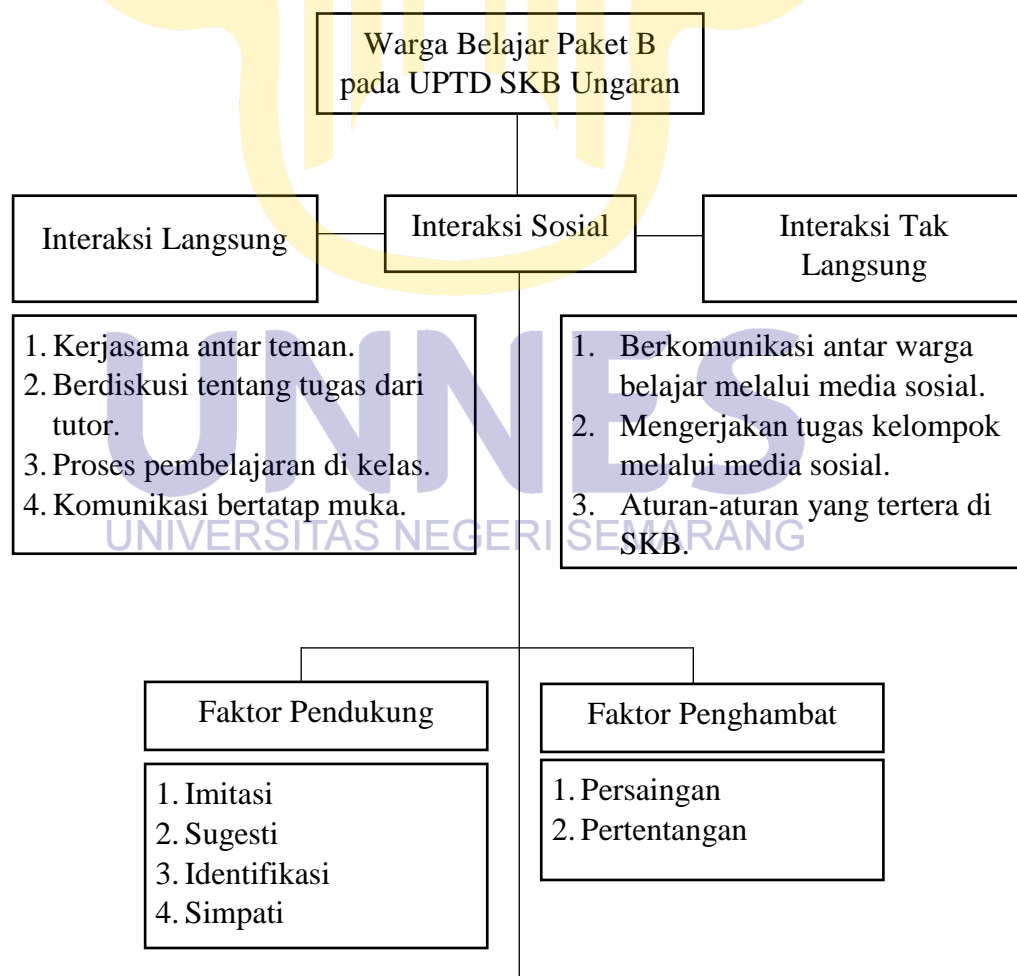 Warga Belajar Paket B
pada UPTD SKB Ungaran
Interaksi Langsung
Interaksi Sosial
Interaksi Tak
Langsung
1. Kerjasama antar teman.
2. Berdiskusi tentang tugas dari
tutor.
3. Proses pembelajaran di kelas.
4. Komunikasi bertatap muka.
1. Berkomunikasi antar warga
belajar melalui media sosial.
2. Mengerjakan tugas kelompok
melalui media sosial.
3. Aturan-aturan yang tertera di
SKB.
UNNES
UNIVERSITAS NEGERI SEMARANG
Faktor Pendukung
1. Imitasi
2. Sugesti
3. Identifikasi
4. Simpati
Faktor Penghambat
1. Persaingan
2. Pertentangan